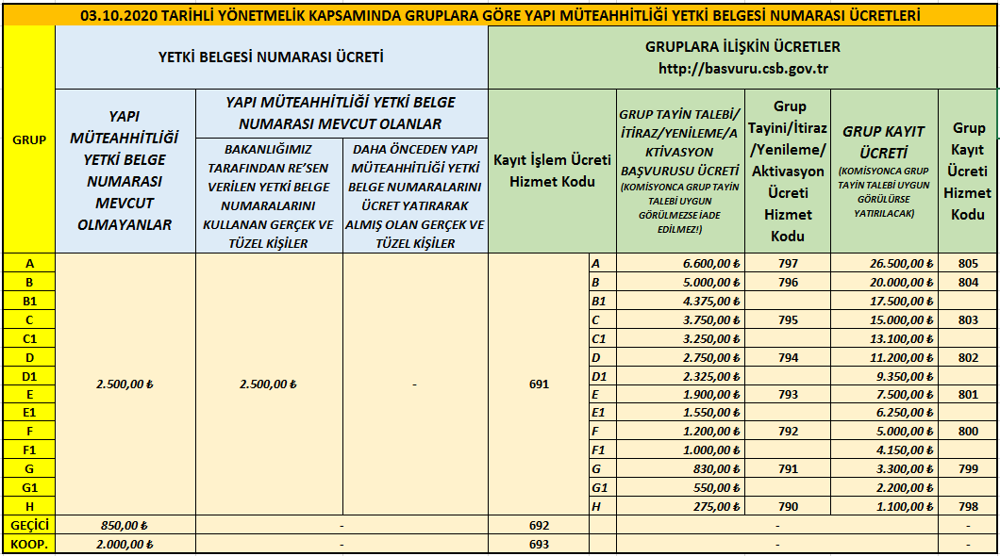 03.10.2020 TARİHLİ YÖNETMELİK KAPSAMINDA GRUPLARA GÖRE YAPI MÜTEAHHİTLİĞİ YETKİ BELGESİ NUMARASI ÜCRETLERİ
GRUP
YETKİ BELGESİ NUMARASI ÜCRETİ
GRUPLARA İLİŞKİN ÜCRETLER
http://basvuru.csb.gov.tr
YAPI
MÜTEAHHİTLİĞİ
YETKİ BELGE
NUMARASI
MEVCUT
OLMAYANLAR
YAPI MÜTEAHHİTLİĞİ YETKİ BELGE
NUMARASI MEVCUT OLANLAR
BAKANLIĞIMIZ
TARAFINDAN RE'SEN
VERİLEN YETKİ BELGE
NUMARALARINI
KULLANAN GERÇEK VE
TÜZEL KİŞİLER
DAHA ÖNCEDEN YAPI
MÜTEAHHİTLİĞİ YETKİ
BELGE NUMARALARINI
ÜCRET YATIRARAK
ALMIŞ OLAN GERÇEK VE
TÜZEL KİŞİLER
Kayıt İşlem Ücreti
Hizmet Kodu
GRUP TAYİN TALEBİ/
İTİRAZ/YENİLEME/A
KTİVASYON
BAŞVURUSU ÜCRETİ
(KOMİSYONCA GRUP TAYİN
TALEBİ UYGUN
GÖRÜLMEZSE İADE
EDİLMEZ!)
Grup
Tayini/İtiraz
/Yenileme/
Aktivasyon
Ücreti
Hizmet
Kodu
GRUP KAYIT
ÜCRETİ
(KOMİSYONCA GRUP
TAYİN TALEBİ UYGUN
GÖRÜLÜRSE
YATIRILACAK)
Grup
Kayıt
Ücreti
Hizmet
Kodu
A A 6.600,00 ₺ 797 26.500,00 ₺ 805
B B 5.000,00 ₺ 796 20.000,00 ₺ 804
B1 B1 4.375,00 ₺ 17.500,00 ₺
C C 3.750,00 ₺ 795 15.000,00 ₺ 803
C1 C1 3.250,00 ₺ 13.100,00 ₺
D D 2.750,00 ₺ 794 11.200,00 ₺ 802
D1 2.500,00 ₺ 2.500,00 ₺ - 691 D1 2.325,00 ₺ 9.350,00 ₺
E E 1.900,00 ₺ 793 7.500,00 ₺ 801
E1 E1 1.550,00 ₺ 6.250,00 ₺
F F 1.200,00 ₺ 792 5.000,00 ₺ 800
F1 F1 1.000,00 ₺ 4.150,00 ₺
G G 830,00 ₺ 791 3.300,00 ₺ 799
G1 G1 550,00 ₺ 2.200,00 ₺
H H 275,00 ₺ 790 1.100,00 ₺ 798
GEÇİCİ 850,00 ₺ - 692 - -
KOOP. 2.000,00 ₺ - 693 - -